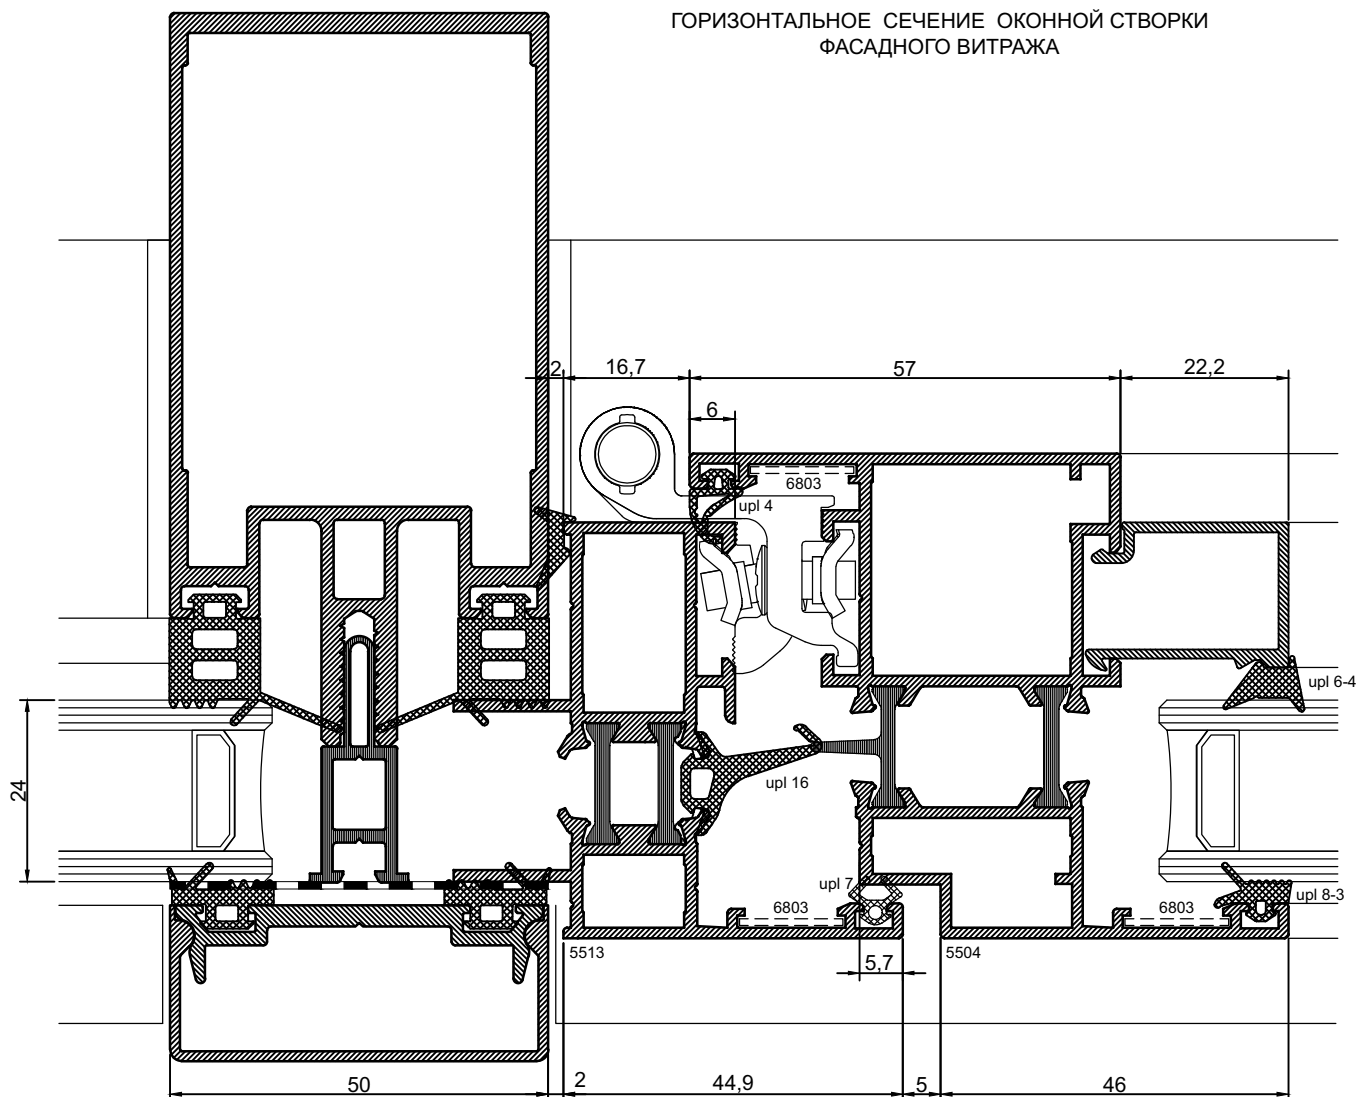 ГОРИЗОНТАЛЬНОЕ СЕЧЕНИЕ ОКОННОЙ СТВОРКИ
ФАСАДНОГО ВИТРАЖА
2
16,7
57
22,2
6
6803
upl 4
upl 6-4
24
upl 16
upl 7
6803
6803
upl 8-3
5513
5,7
5504
50
2
44,9
5
46